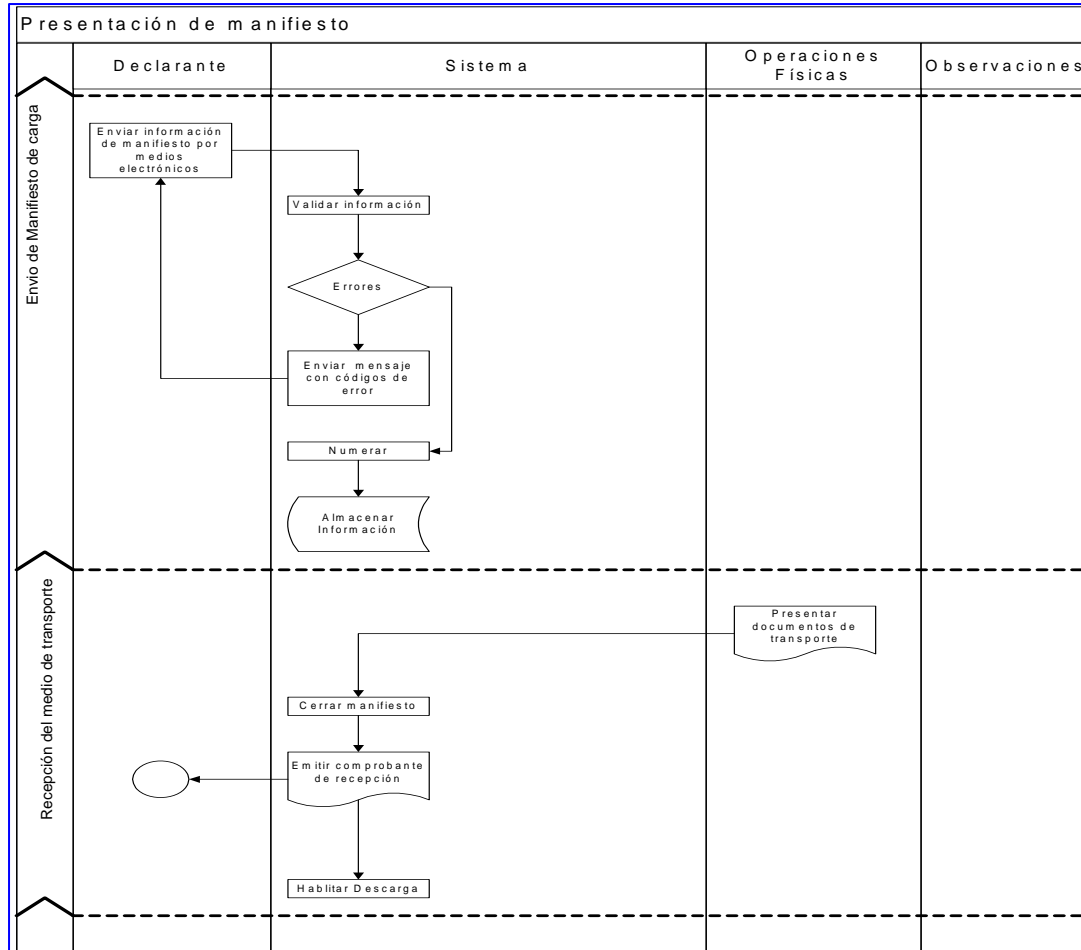 Presentación de manifiesto
Declarante
Sistema
Operaciones
Físicas
Observaciones
Envio de Manifiesto de carga
Enviar información
de manifiesto por
medios
electrónicos
Validar información
Errores
Enviar mensaje
con códigos de
error
Numerar
Almacenar
Información
Recepción del medio de transporte
Presentar
documentos de
transporte
Cerrar manifiesto
Emitir comprobante
de recepción
Hablitar Descarga